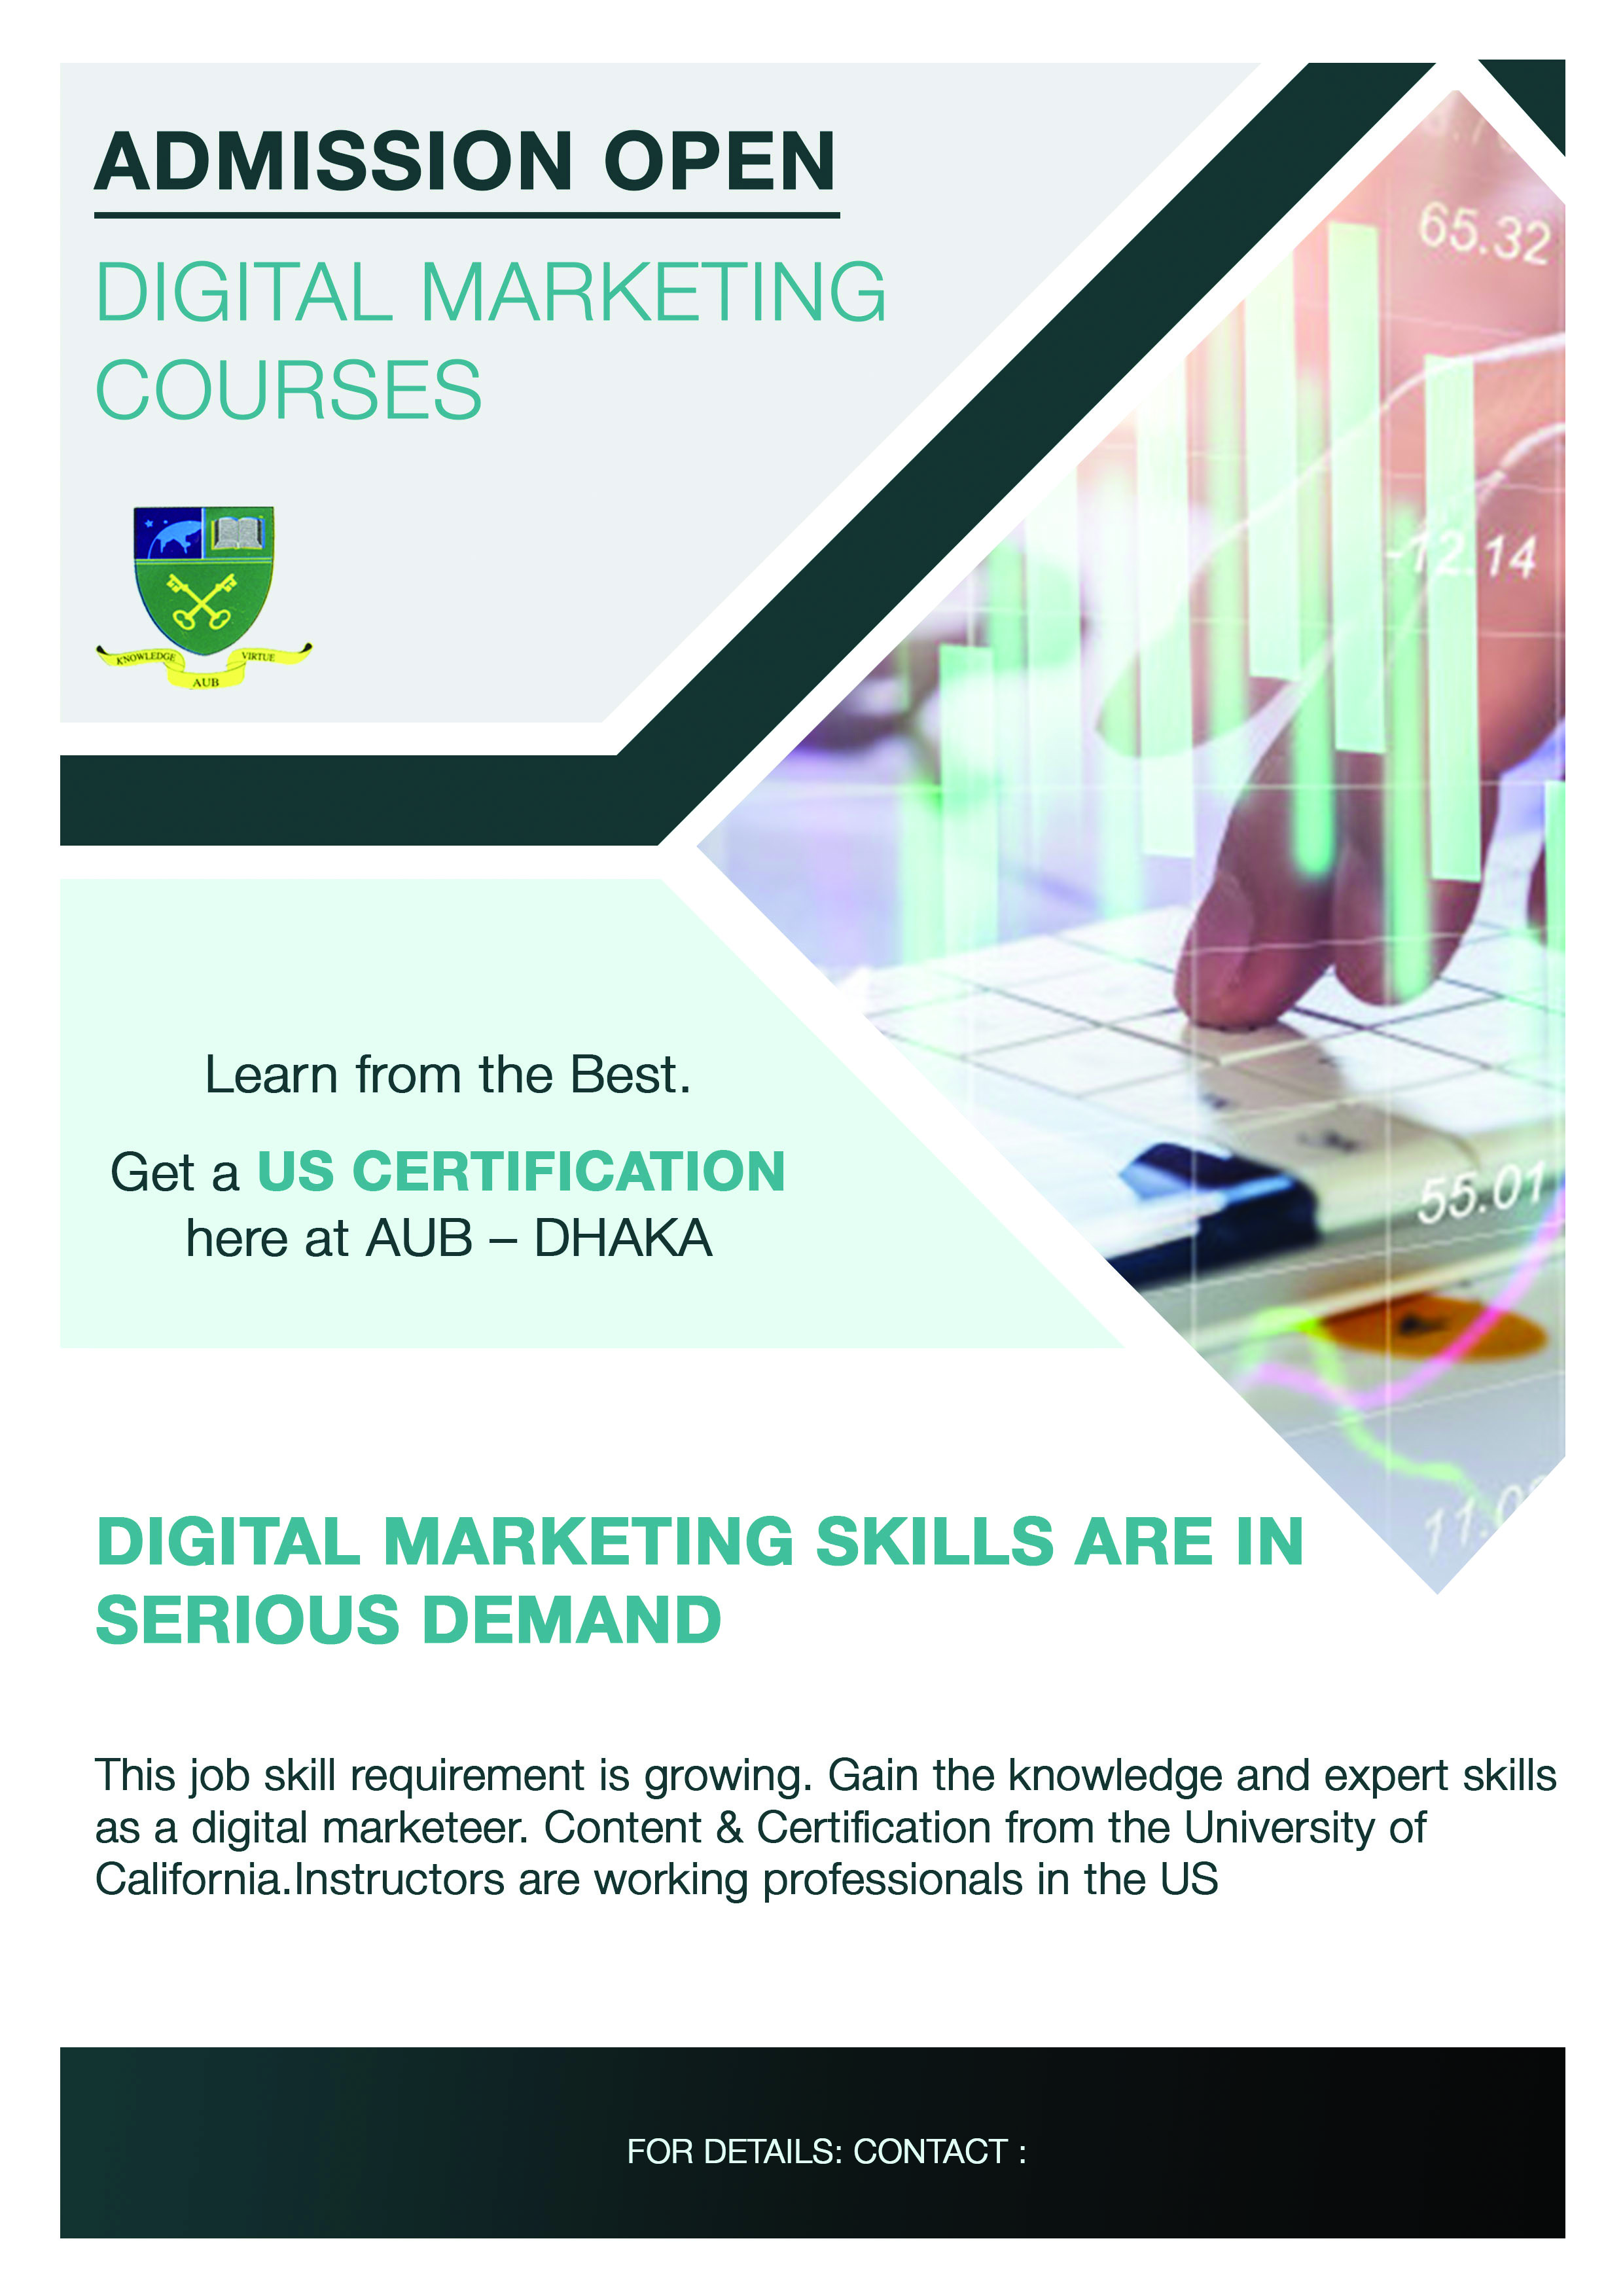 ADMISSION OPEN
DIGITAL MARKETING
COURSES
KNOWLEDGE
VIRTUE
AUB
65.32
-12.14
Learn from the Best.
Get a US CERTIFICATION
here at AUB – DHAKA
55.01
DIGITAL MARKETING SKILLS ARE IN
SERIOUS DEMAND
This job skill requirement is growing. Gain the knowledge and expert skills
as a digital marketeer. Content & Certification from the University of
California.Instructors are working professionals in the US
FOR DETAILS: CONTACT :